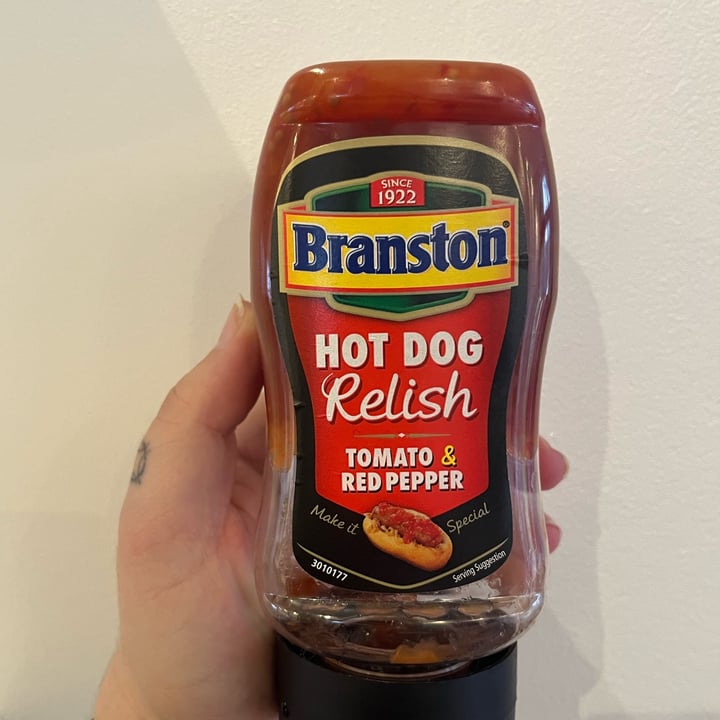 SINCE
1922
Branston
HOT DOG
Relish
TOMATO &
RED PEPPER
Make it Special
3010177
Serving Suggestion